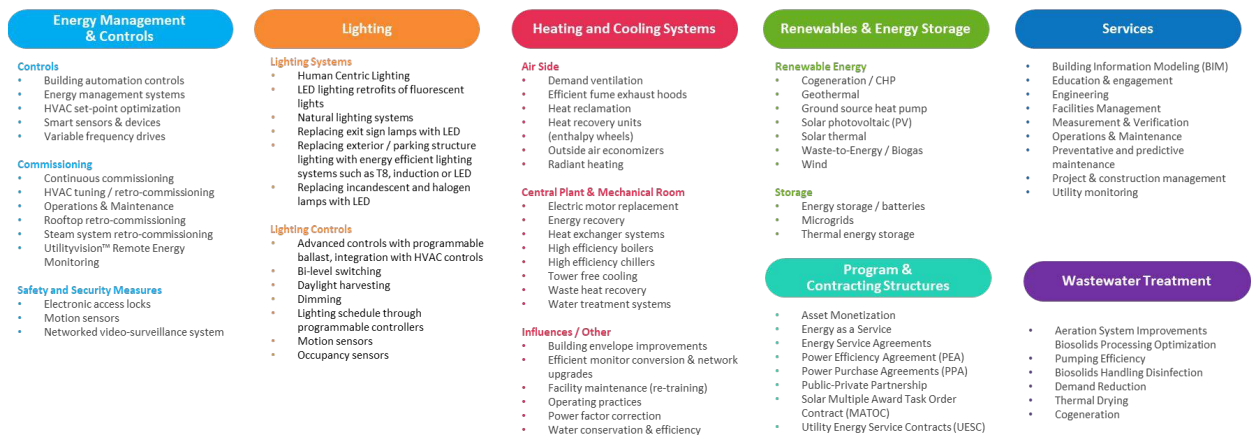 Energy Management
& Controls
Controls
Building automation controls
Energy management systems
HVAC set-point optimization
Smart sensors & devices
Variable frequency drives
Commissioning
Continuous commissioning
HVAC tuning / retro-commissioning
Operations & Maintenance
Rooftop retro-commissioning
Steam system retro-commissioning
Utilityvision™ Remote Energy
Monitoring
Safety and Security Measures
Electronic access locks
Motion sensors
Networked video-surveillance system
Lighting
Lighting Systems
Human Centric Lighting
LED lighting retrofits of fluorescent
lights
Natural lighting systems
Replacing exit sign lamps with LED
Replacing exterior / parking structure
lighting with energy efficient lighting
systems such as T8, induction or LED
Replacing incandescent and halogen
lamps with LED
Lighting Controls
Advanced controls with programmable
ballast, integration with HVAC controls
Bi-level switching
Daylight harvesting
Dimming
Lighting schedule through
programmable controllers
Motion sensors
Occupancy sensors
Heating and Cooling Systems
Air Side
Demand ventilation
Efficient fume exhaust hoods
Heat reclamation
Heat recovery units
(enthalpy wheels)
Outside air economizers
Radiant heating
Central Plant & Mechanical Room
Electric motor replacement
Energy recovery
Heat exchanger systems
High efficiency boilers
High efficiency chillers
Tower free cooling
Waste heat recovery
Water treatment systems
Influences / Other
Building envelope improvements
Efficient monitor conversion & network
upgrades
Facility maintenance (re-training)
Operating practices
Power factor correction
Water conservation & efficiency
Renewables & Energy Storage
Renewable Energy
Cogeneration / CHP
Geothermal
Ground source heat pump
Solar photovoltaic (PV)
Solar thermal
Waste-to-Energy / Biogas
Wind
Storage
Energy storage / batteries
Microgrids
Thermal energy storage
Program &
Contracting Structures
Asset Monetization
Energy as a Service
Energy Service Agreements
Power Efficiency Agreement (PEA)
Power Purchase Agreements (PPA)
Public-Private Partnership
Solar Multiple Award Task Order
Contract (MATOC)
Utility Energy Service Contracts (UESC)
Services
Building Information Modeling (BIM)
Education & engagement
Engineering
Facilities Management
Measurement & Verification
Operations & Maintenance
Preventative and predictive
maintenance
Project & construction management
Utility monitoring
Wastewater Treatment
Aeration System Improvements
Biosolids Processing Optimization
Pumping Efficiency
Biosolids Handling Disinfection
Demand Reduction
Thermal Drying
Cogeneration